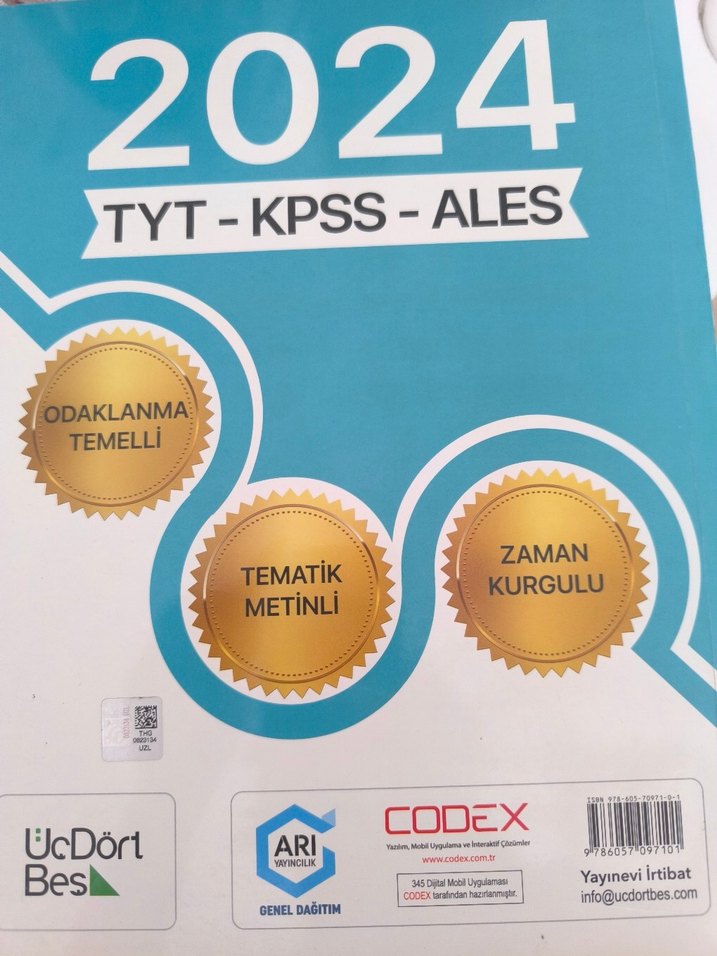 2024
TYT - KPSS - ALES
ODAKLANMA
TEMELLİ
TEMATİK
METİNLİ
ZAMAN
KURGULU
THG
0823134
UZL
ÜçDört
Beş
ARI
YAYINCILIK
GENEL DAĞITIM
CODEX
Yazılım, Mobil Uygulama ve İnteraktif Çözümler
www.codex.com.tr
345 Dijital Mobil Uygulaması
CODEX tarafından hazırlanmıştır.
ISBN 978-605-70971-0-1
9 786057 097101
Yayınevi İrtibat
info@ucdortbes.com